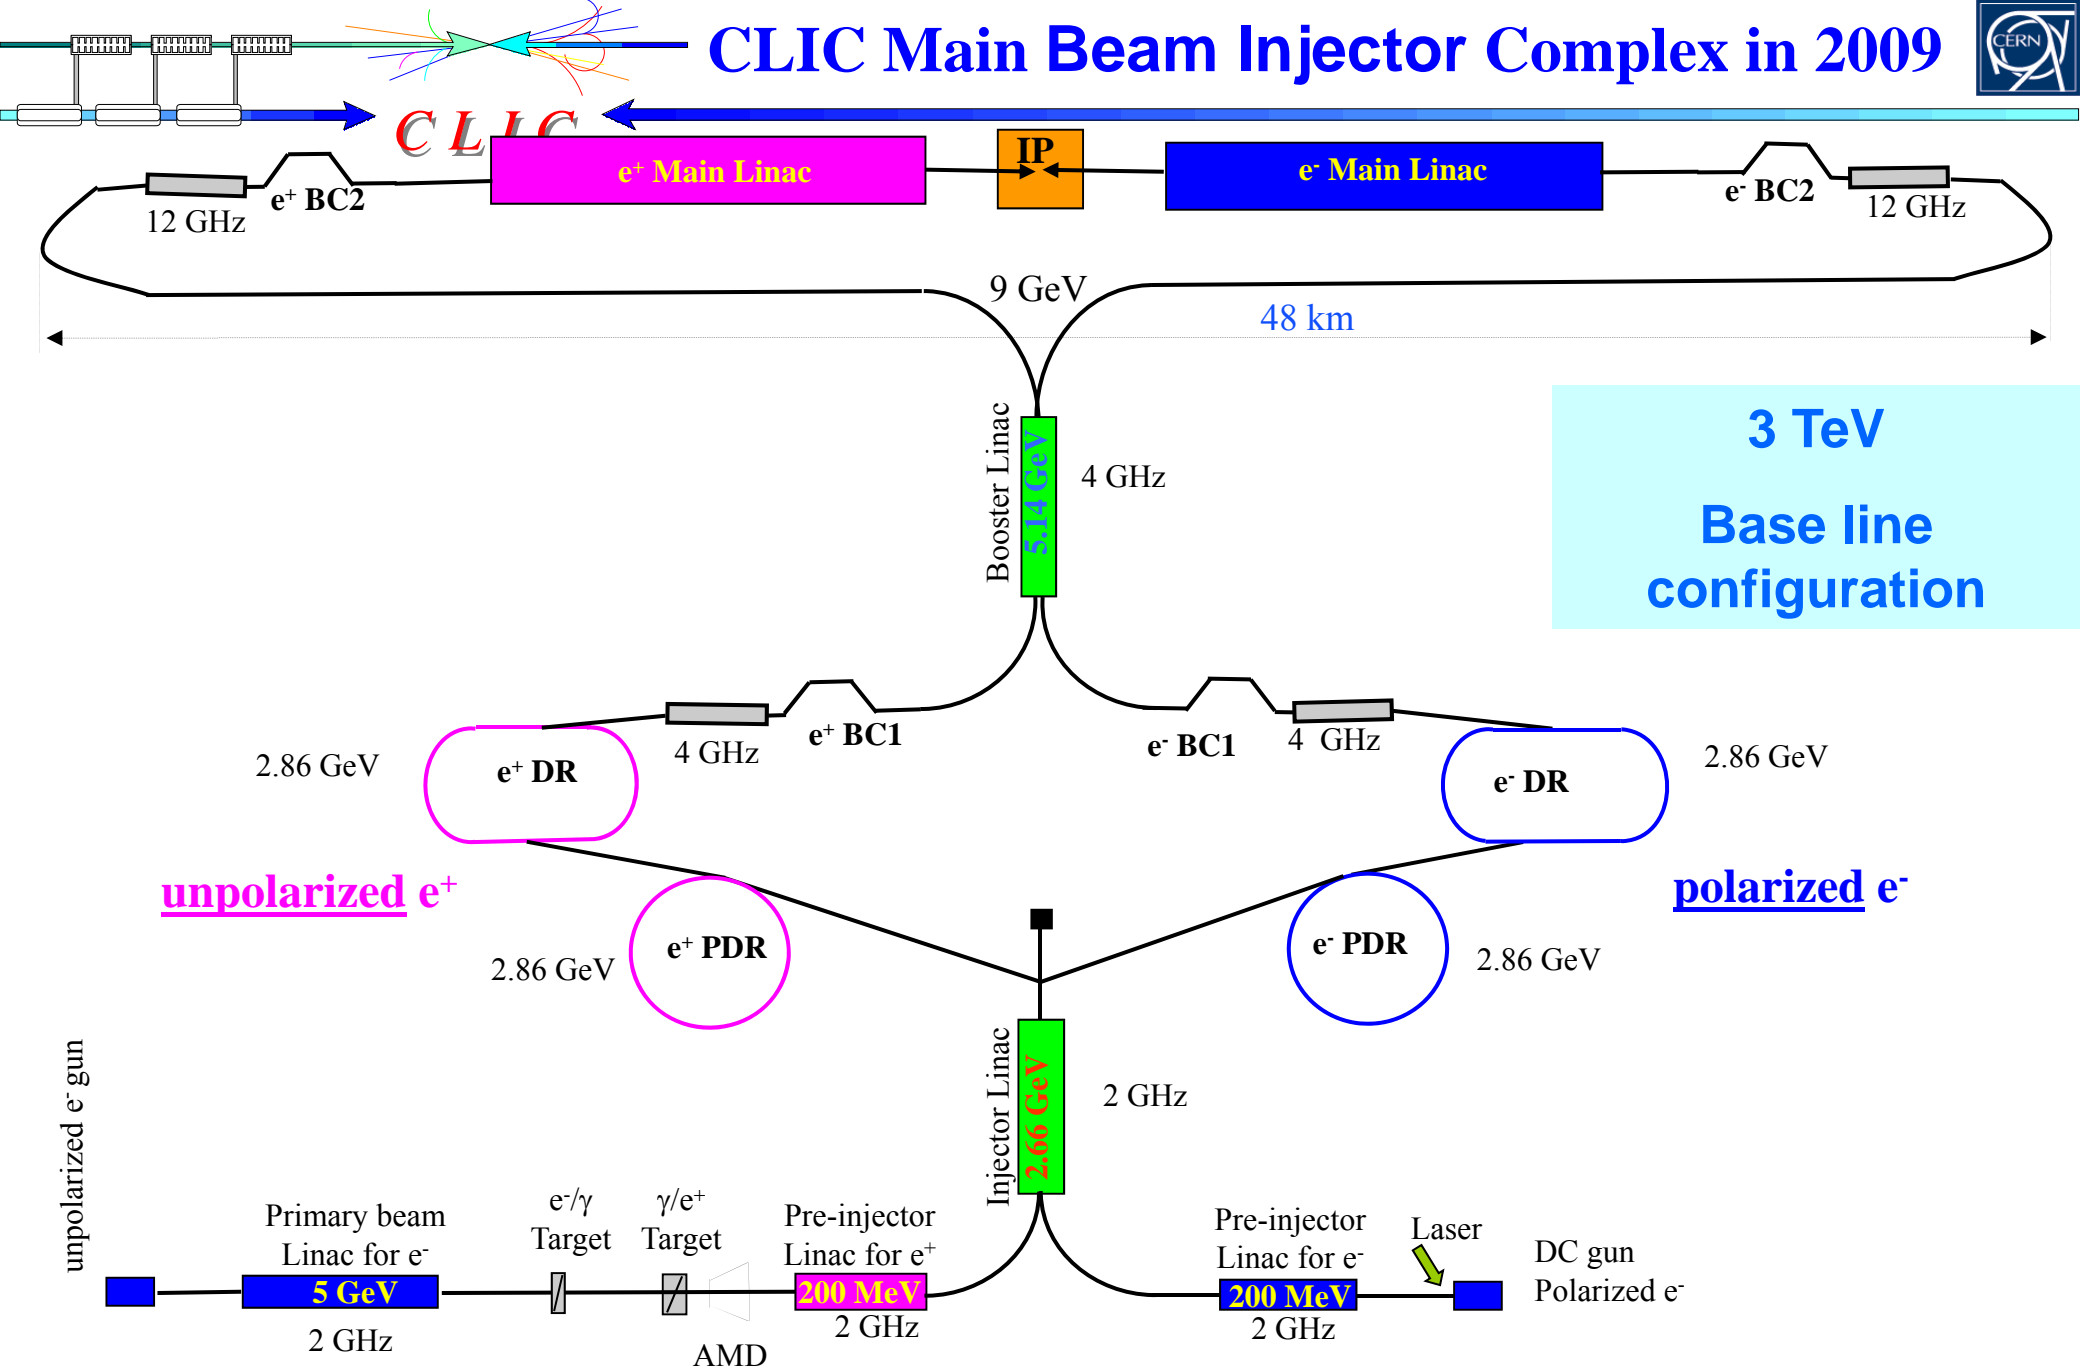 CLIC Main Beam Injector Complex in 2009
CERN
C L I C
e⁺ Main Linac
IP
e⁻ Main Linac
e⁺ BC2
12 GHz
e⁻ BC2
12 GHz
9 GeV
48 km
Booster Linac
5.14 GeV
4 GHz
3 TeV
Base line
configuration
e⁺ BC1
4 GHz
e⁻ BC1
4 GHz
2.86 GeV
e⁺ DR
e⁻ DR
2.86 GeV
unpolarized e⁺
polarized e⁻
e⁺ PDR
2.86 GeV
e⁻ PDR
2.86 GeV
Injector Linac
2.66 GeV
2 GHz
unpolarized e⁻ gun
Primary beam
Linac for e⁻
5 GeV
2 GHz
e⁻/γ
Target
γ/e⁺
Target
AMD
Pre-injector
Linac for e⁺
200 MeV
2 GHz
Pre-injector
Linac for e⁻
200 MeV
2 GHz
Laser
DC gun
Polarized e⁻